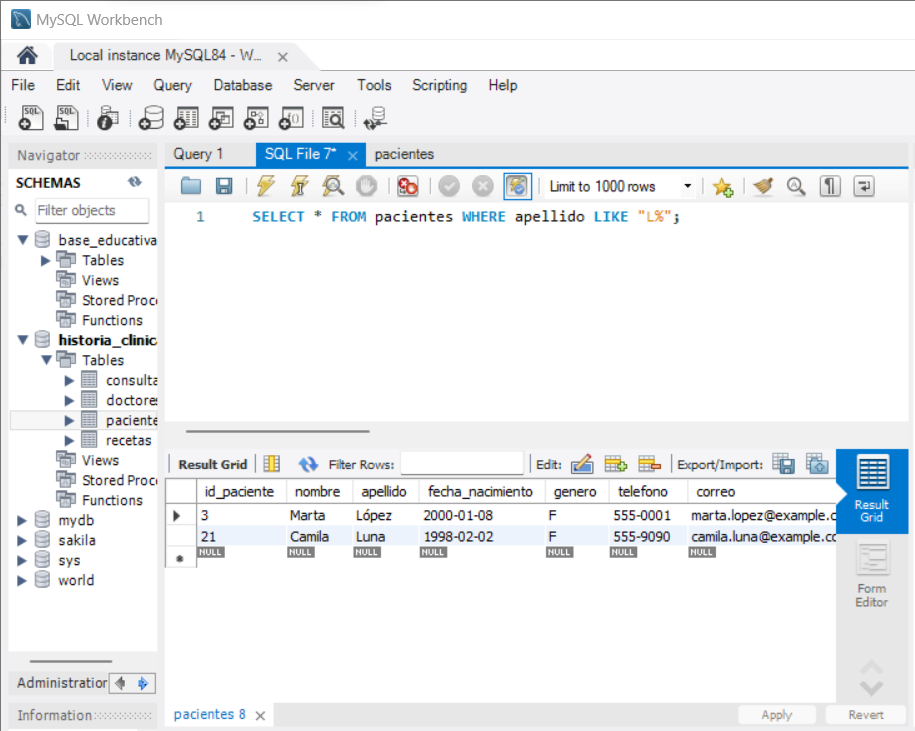 MySQL Workbench
Local instance MySQL84 - W...
File Edit View Query Database Server Tools Scripting Help
Navigator
SCHEMAS
Filter objects
base_educativa
Tables
Views
Stored Proc
Functions
historia_clinic
Tables
consulta
doctore
paciente
recetas
Views
Stored Proc
Functions
mydb
sakila
sys
world
Administration
Information
Query 1 SQL File 7* pacientes
Limit to 1000 rows
1 SELECT * FROM pacientes WHERE apellido LIKE "L%";
Result Grid Filter Rows: Edit: Export/Import:
id_paciente nombre apellido fecha_nacimiento genero telefono correo
3 Marta López 2000-01-08 F 555-0001 marta.lopez@example.c
21 Camila Luna 1998-02-02 F 555-9090 camila.luna@example.co
NULL NULL NULL NULL NULL NULL NULL
Result
Grid
Form
Editor
pacientes 8
Apply Revert